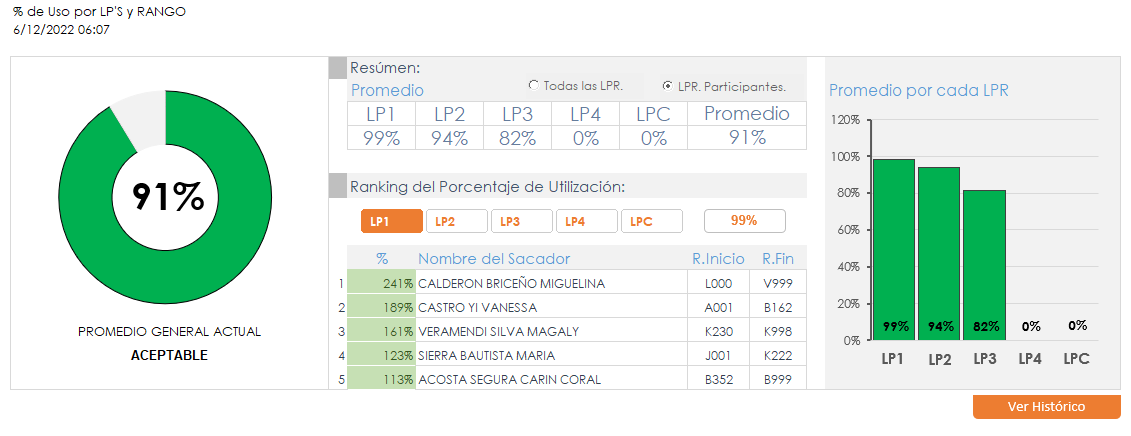 % de Uso por LP'S y RANGO
6/12/2022 06:07
91%
PROMEDIO GENERAL ACTUAL
ACEPTABLE
Resúmen:
Promedio
Todas las LPR.
LPR. Participantes.
LP1 LP2 LP3 LP4 LPC Promedio
99% 94% 82% 0% 0% 91%
Ranking del Porcentaje de Utilización:
LP1 LP2 LP3 LP4 LPC 99%
% Nombre del Sacador R.Inicio R.Fin
1 241% CALDERON BRICEÑO MIGUELINA L000 V999
2 189% CASTRO YI VANESSA A001 B162
3 161% VERAMENDI SILVA MAGALY K230 K998
4 123% SIERRA BAUTISTA MARIA J001 K222
5 113% ACOSTA SEGURA CARIN CORAL B352 B999
Promedio por cada LPR
120%
100%
80%
60%
40%
20%
0%
99% 94% 82% 0% 0%
LP1 LP2 LP3 LP4 LPC
Ver Histórico